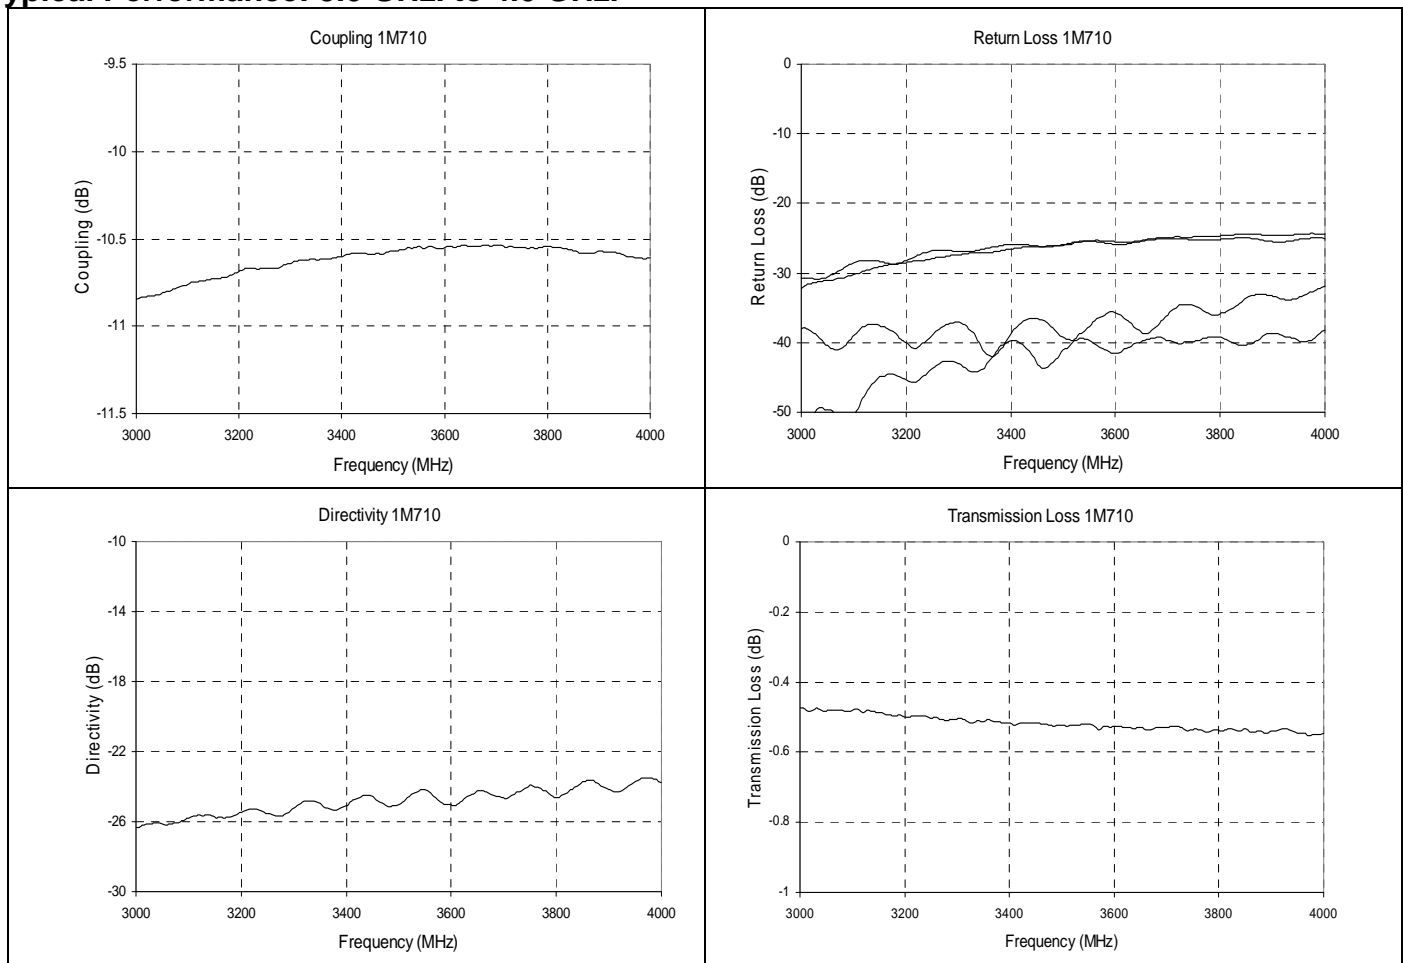 Coupling 1M710
-9.5
-10
-10.5
-11
-11.5
Coupling (dB)
3000 3200 3400 3600 3800 4000
Frequency (MHz)
Return Loss 1M710
0
-10
-20
-30
-40
-50
Return Loss (dB)
3000 3200 3400 3600 3800 4000
Frequency (MHz)
Directivity 1M710
-10
-14
-18
-22
-26
-30
Directivity (dB)
3000 3200 3400 3600 3800 4000
Frequency (MHz)
Transmission Loss 1M710
0
-0.2
-0.4
-0.6
-0.8
-1
Transmission Loss (dB)
3000 3200 3400 3600 3800 4000
Frequency (MHz)